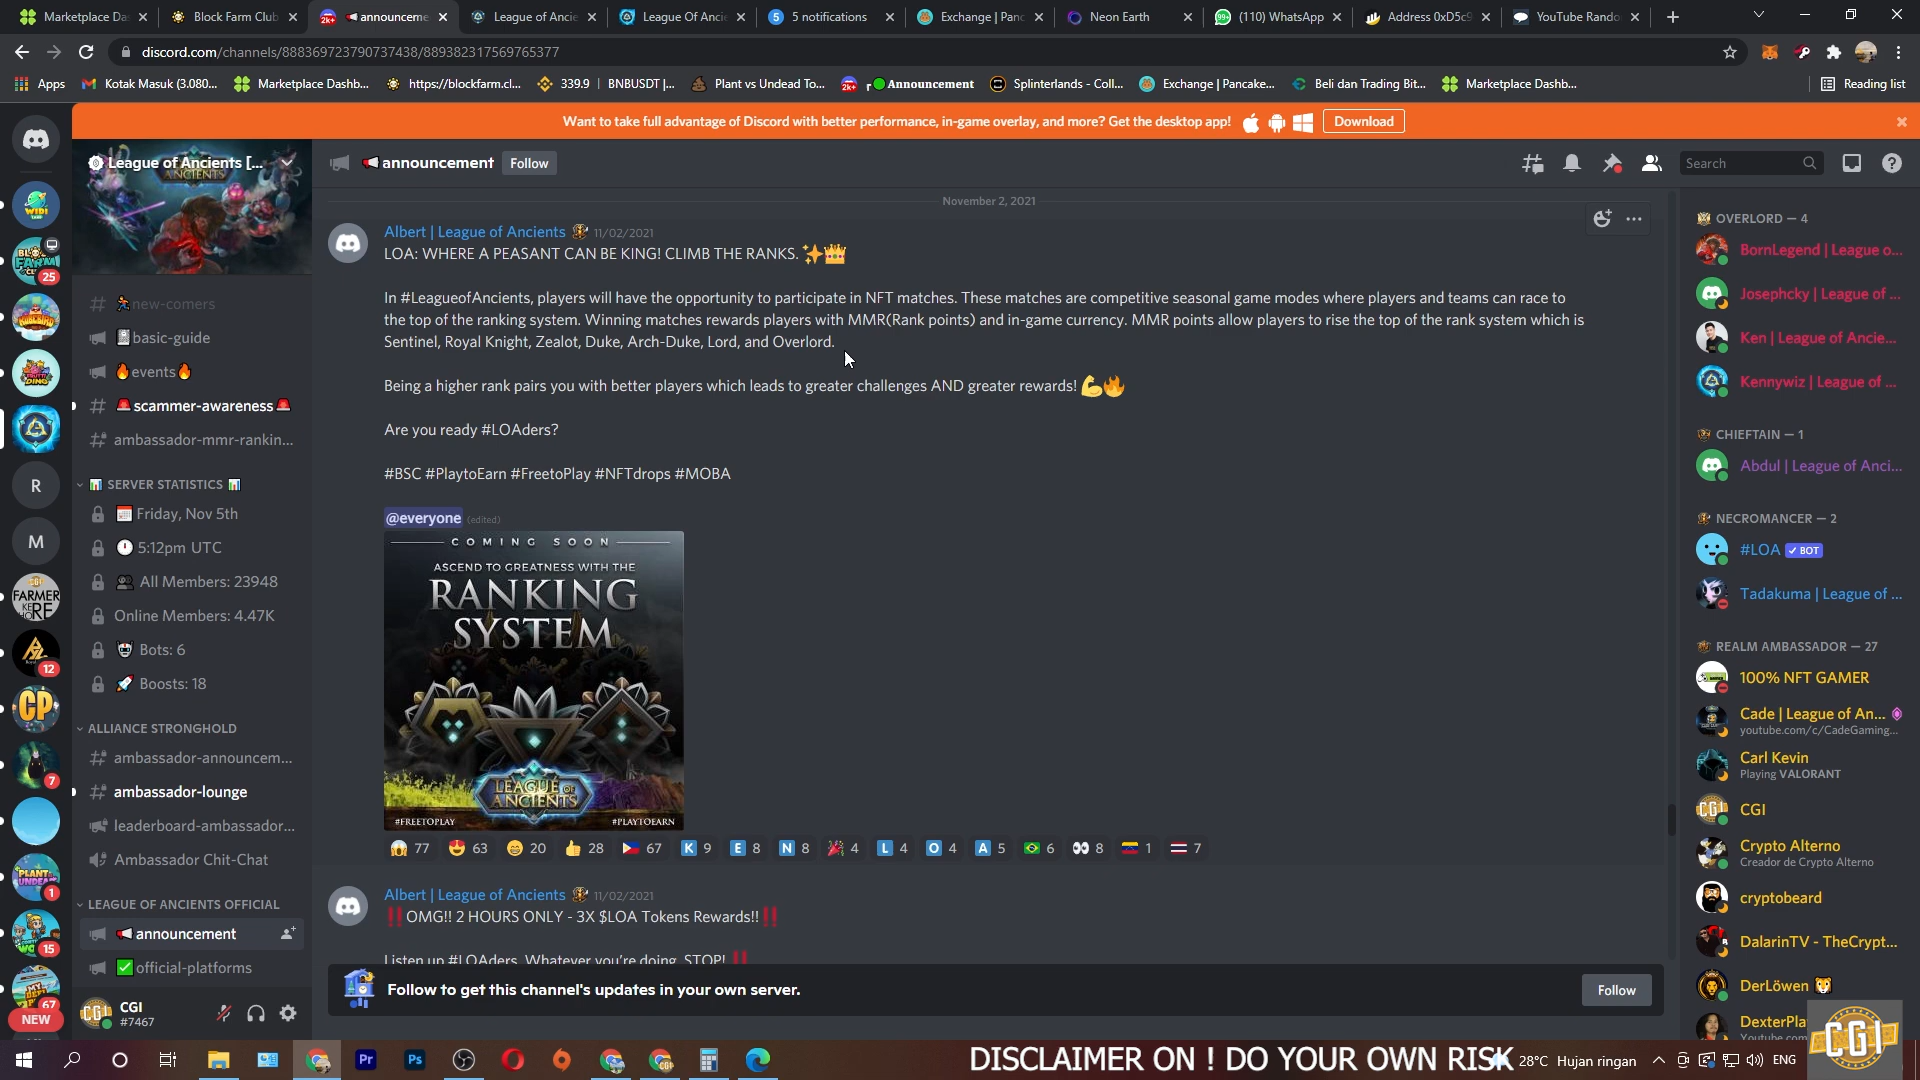 Marketplace Da
Block Farm Club
announceme
League of Ancie
League Of Ancie
5 notifications
Exchange | Panc
Neon Earth
(110) WhatsApp
Address 0xD5c9
YouTube Rando
discord.com/channels/888369723790737438/889382317569765377
Apps
Kotak Masuk (3.080...
Marketplace Dashb...
https://blockfarm.cl...
339.9 | BNBUSDT |...
Plant vs Undead To...
Announcement
Splinterlands - Coll...
Exchange | Pancake...
Beli dan Trading Bit...
Marketplace Dashb...
Reading list
Want to take full advantage of Discord with better performance, in-game overlay, and more? Get the desktop app!
Download
League of Ancients [...
announcement
Follow
Search
new-comers
basic-guide
events
scammer-awareness
ambassador-mmr-rankin...
SERVER STATISTICS
Friday, Nov 5th
5:12pm UTC
All Members: 23948
Online Members: 4.47K
Bots: 6
Boosts: 18
ALLIANCE STRONGHOLD
ambassador-announcem...
ambassador-lounge
leaderboard-ambassador...
Ambassador Chit-Chat
LEAGUE OF ANCIENTS OFFICIAL
announcement
official-platforms
CGI
#7467
25
R
M
12
7
1
15
67
NEW
November 2, 2021
Albert | League of Ancients 11/02/2021
LOA: WHERE A PEASANT CAN BE KING! CLIMB THE RANKS. ✨👑
In #LeagueofAncients, players will have the opportunity to participate in NFT matches. These matches are competitive seasonal game modes where players and teams can race to
the top of the ranking system. Winning matches rewards players with MMR(Rank points) and in-game currency. MMR points allow players to rise the top of the rank system which is
Sentinel, Royal Knight, Zealot, Duke, Arch-Duke, Lord, and Overlord.
Being a higher rank pairs you with better players which leads to greater challenges AND greater rewards! 💪🔥
Are you ready #LOAders?
#BSC #PlaytoEarn #FreetoPlay #NFTdrops #MOBA
@everyone (edited)
COMING SOON
ASCEND TO GREATNESS WITH THE
RANKING
SYSTEM
LEAGUE OF
ANCIENTS
#FREETOPLAY
#PLAYTOEARN
77 63 20 28 67 K 9 E 8 N 8 4 L 4 O 4 A 5 6 8 1 7
Albert | League of Ancients 11/02/2021
‼️OMG!! 2 HOURS ONLY - 3X $LOA Tokens Rewards!!‼️
Listen up #LOAders. Whatever you're doing, STOP! ‼️
Follow to get this channel's updates in your own server.
Follow
OVERLORD — 4
BornLegend | League o...
Josephcky | League of ...
Ken | League of Ancie...
Kennywiz | League of ...
CHIEFTAIN — 1
Abdul | League of Anci...
NECROMANCER — 2
#LOA ✓ BOT
Tadakuma | League of ...
REALM AMBASSADOR — 27
100% NFT GAMER
Cade | League of An...
youtube.com/c/CadeGaming...
Carl Kevin
Playing VALORANT
CGI
Crypto Alterno
Creador de Crypto Alterno
cryptobeard
DalarinTV - TheCrypt...
DerLöwen 🦁
DexterPla
CGI
DISCLAIMER ON ! DO YOUR OWN RISK
28°C Hujan ringan
ENG